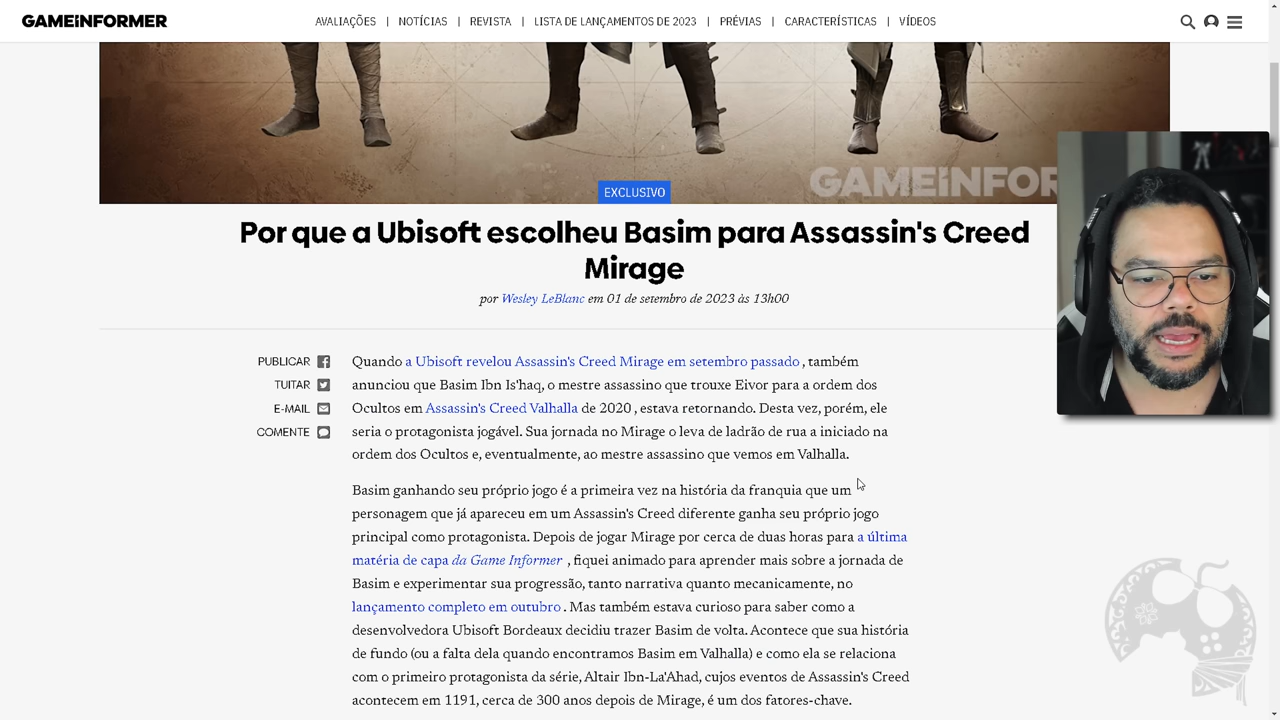 GAMEINFORMER
AVALIAÇÕES | NOTÍCIAS | REVISTA | LISTA DE LANÇAMENTOS DE 2023 | PRÉVIAS | CARACTERÍSTICAS | VÍDEOS
GAMEINFOR
EXCLUSIVO
Por que a Ubisoft escolheu Basim para Assassin's Creed
Mirage
por Wesley LeBlanc em 01 de setembro de 2023 às 13h00
PUBLICAR
TUITAR
E-MAIL
COMENTE
Quando a Ubisoft revelou Assassin's Creed Mirage em setembro passado , também
anunciou que Basim Ibn Is'haq, o mestre assassino que trouxe Eivor para a ordem dos
Ocultos em Assassin's Creed Valhalla de 2020 , estava retornando. Desta vez, porém, ele
seria o protagonista jogável. Sua jornada no Mirage o leva de ladrão de rua a iniciado na
ordem dos Ocultos e, eventualmente, ao mestre assassino que vemos em Valhalla.
Basim ganhando seu próprio jogo é a primeira vez na história da franquia que um
personagem que já apareceu em um Assassin's Creed diferente ganha seu próprio jogo
principal como protagonista. Depois de jogar Mirage por cerca de duas horas para a última
matéria de capa da Game Informer , fiquei animado para aprender mais sobre a jornada de
Basim e experimentar sua progressão, tanto narrativa quanto mecanicamente, no
lançamento completo em outubro . Mas também estava curioso para saber como a
desenvolvedora Ubisoft Bordeaux decidiu trazer Basim de volta. Acontece que sua história
de fundo (ou a falta dela quando encontramos Basim em Valhalla) e como ela se relaciona
com o primeiro protagonista da série, Altair Ibn-La'Ahad, cujos eventos de Assassin's Creed
acontecem em 1191, cerca de 300 anos depois de Mirage, é um dos fatores-chave.